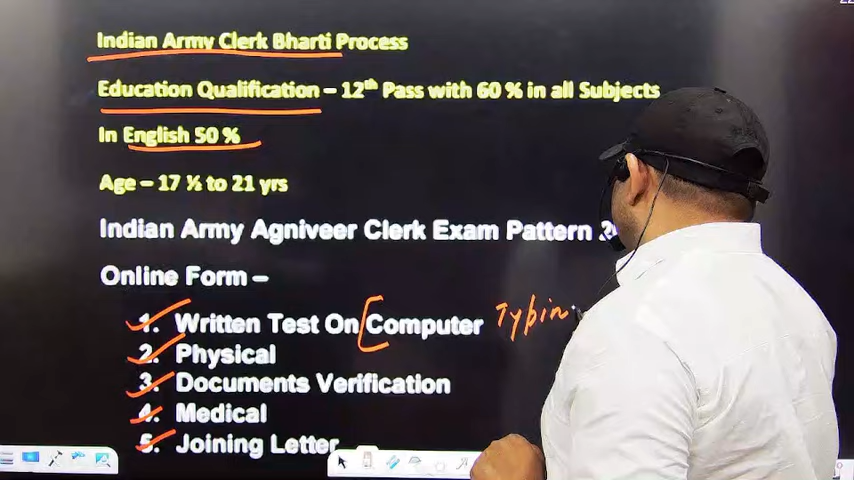 Indian Army Clerk Bharti Process
Education Qualification – 12th Pass with 60 % in all Subjects
In English 50 %
Age – 17 ½ to 21 yrs
Indian Army Agniveer Clerk Exam Pattern
Online Form –
1. Written Test On Computer Typin
2. Physical
3. Documents Verification
4. Medical
5. Joining Letter